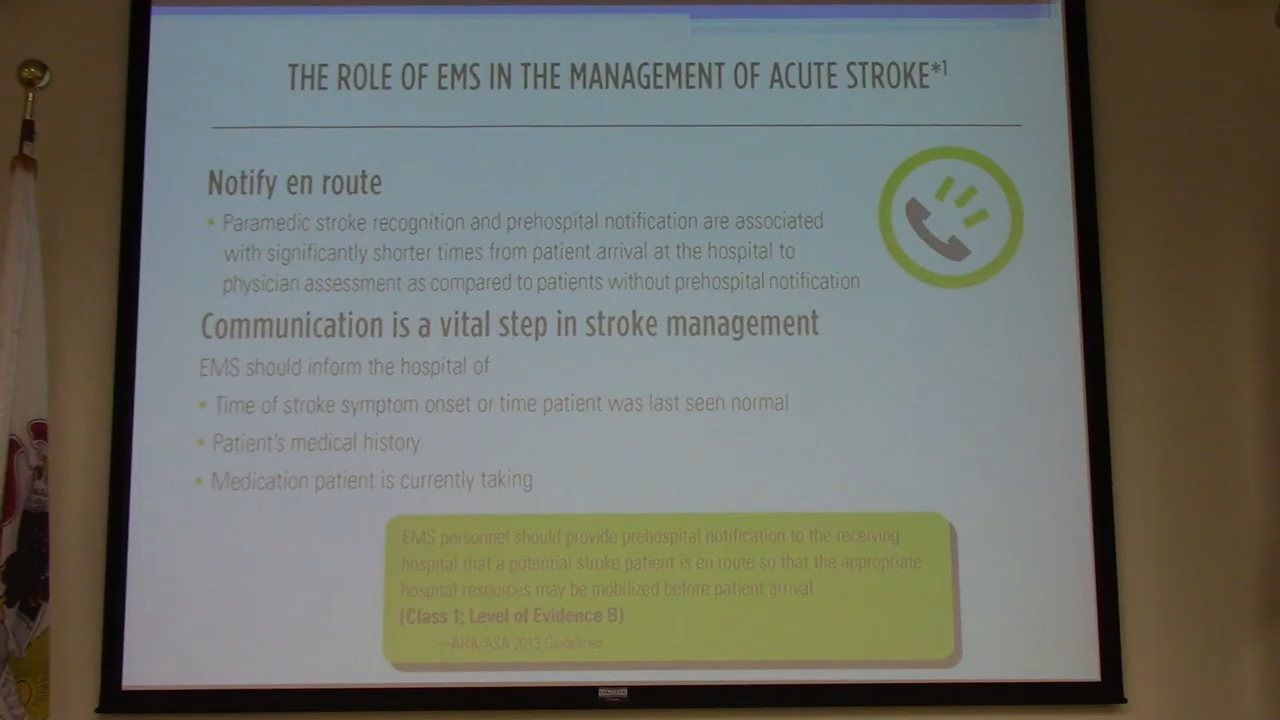 THE ROLE OF EMS IN THE MANAGEMENT OF ACUTE STROKE*1
Notify en route
• Paramedic stroke recognition and prehospital notification are associated
with significantly shorter times from patient arrival at the hospital to
physician assessment as compared to patients without prehospital notification
Communication is a vital step in stroke management
EMS should inform the hospital of
• Time of stroke symptom onset or time patient was last seen normal
• Patient's medical history
• Medication patient is currently taking
EMS personnel should provide prehospital notification to the receiving
hospital that a potential stroke patient is en route so that the appropriate
hospital resources may be mobilized before patient arrival
(Class 1; Level of Evidence B)
—AHA/ASA 2013 Guidelines